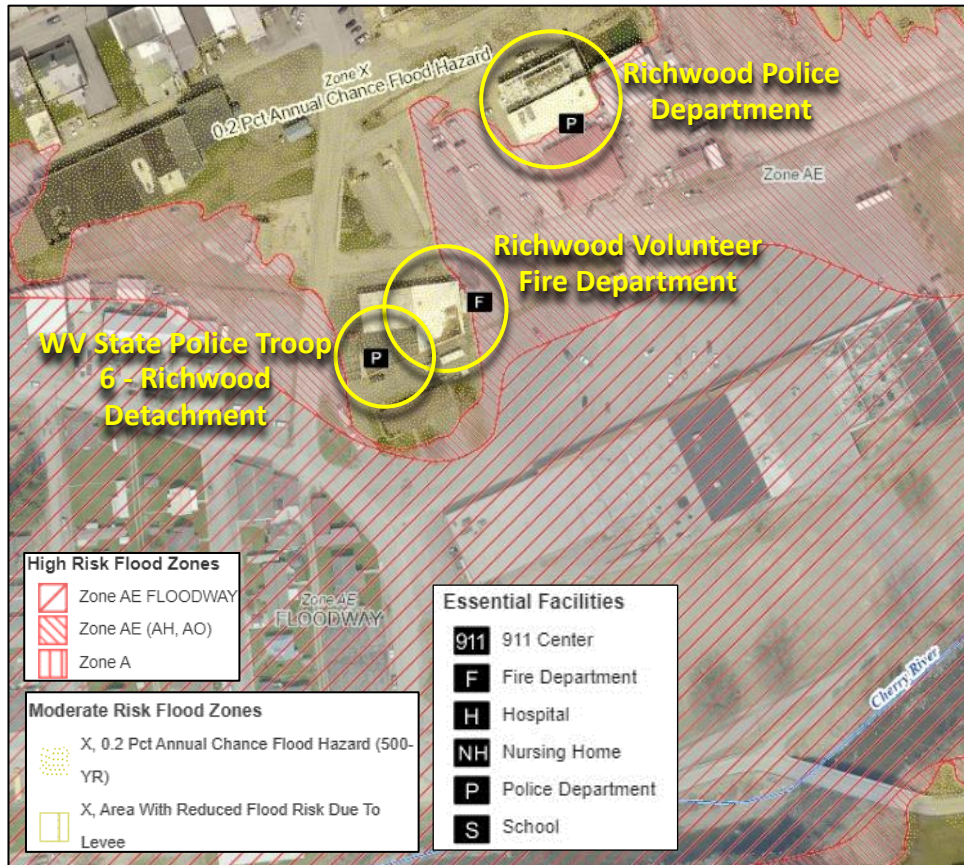 Zone X
0.2 Pct Annual Chance Flood Hazard
Richwood Police
Department
P
Zone AE
Richwood Volunteer
Fire Department
F
WV State Police Troop
6 - Richwood
Detachment
P
Zone AE
FLOODWAY
Cherry River
High Risk Flood Zones
Zone AE FLOODWAY
Zone AE (AH, AO)
Zone A
Moderate Risk Flood Zones
X, 0.2 Pct Annual Chance Flood Hazard (500-
YR)
X, Area With Reduced Flood Risk Due To
Levee
Essential Facilities
911 911 Center
F Fire Department
H Hospital
NH Nursing Home
P Police Department
S School